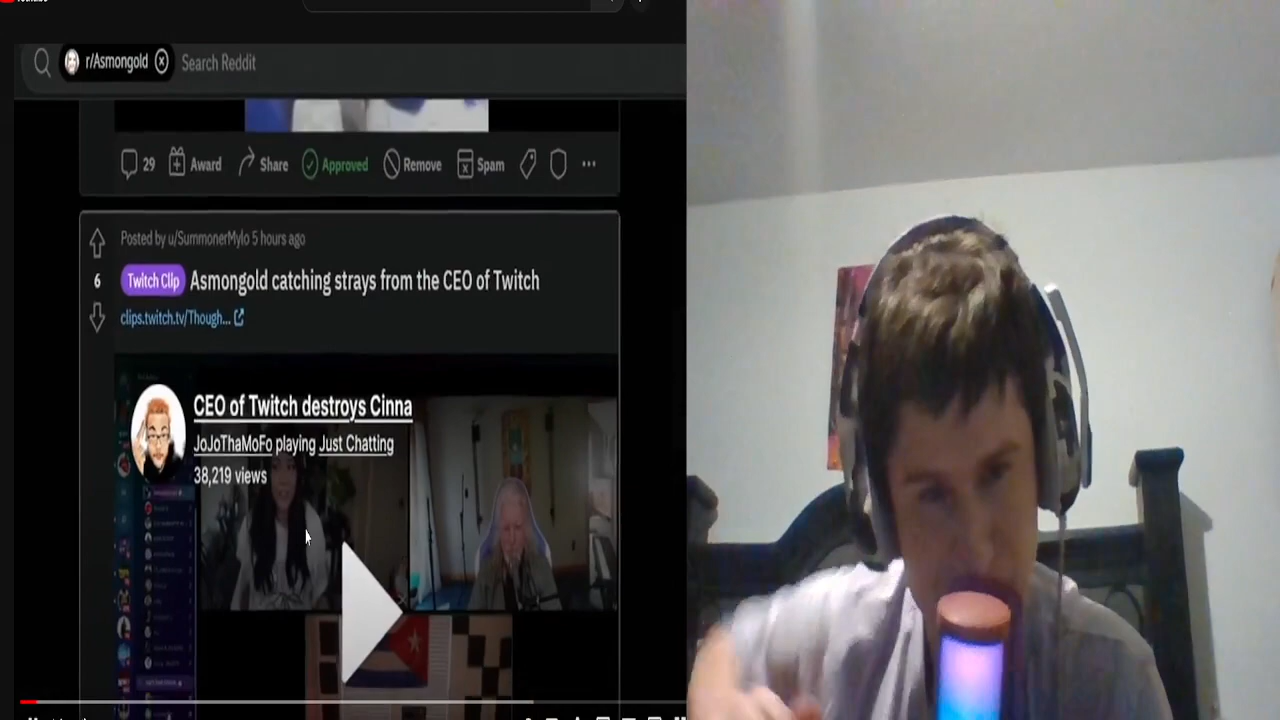 r/Asmongold Search Reddit
29 Award Share Approved Remove Spam
Posted by u/SummonerMylo 5 hours ago
6
Twitch Clip Asmongold catching strays from the CEO of Twitch
clips.twitch.tv/Though...
CEO of Twitch destroys Cinna
JoJoThaMoFo playing Just Chatting
38,219 views